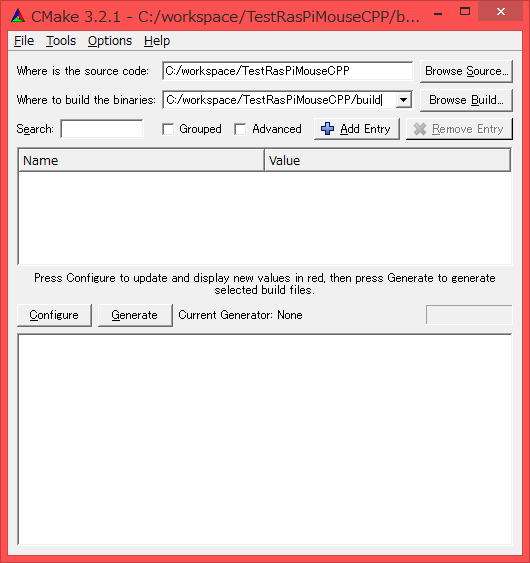 CMake 3.2.1 - C:/workspace/TestRasPiMouseCPP/b...
File Tools Options Help
Where is the source code: C:/workspace/TestRasPiMouseCPP Browse Source...
Where to build the binaries: C:/workspace/TestRasPiMouseCPP/build Browse Build...
Search: Grouped Advanced Add Entry Remove Entry
Name Value
Press Configure to update and display new values in red, then press Generate to generate
selected build files.
Configure Generate Current Generator: None